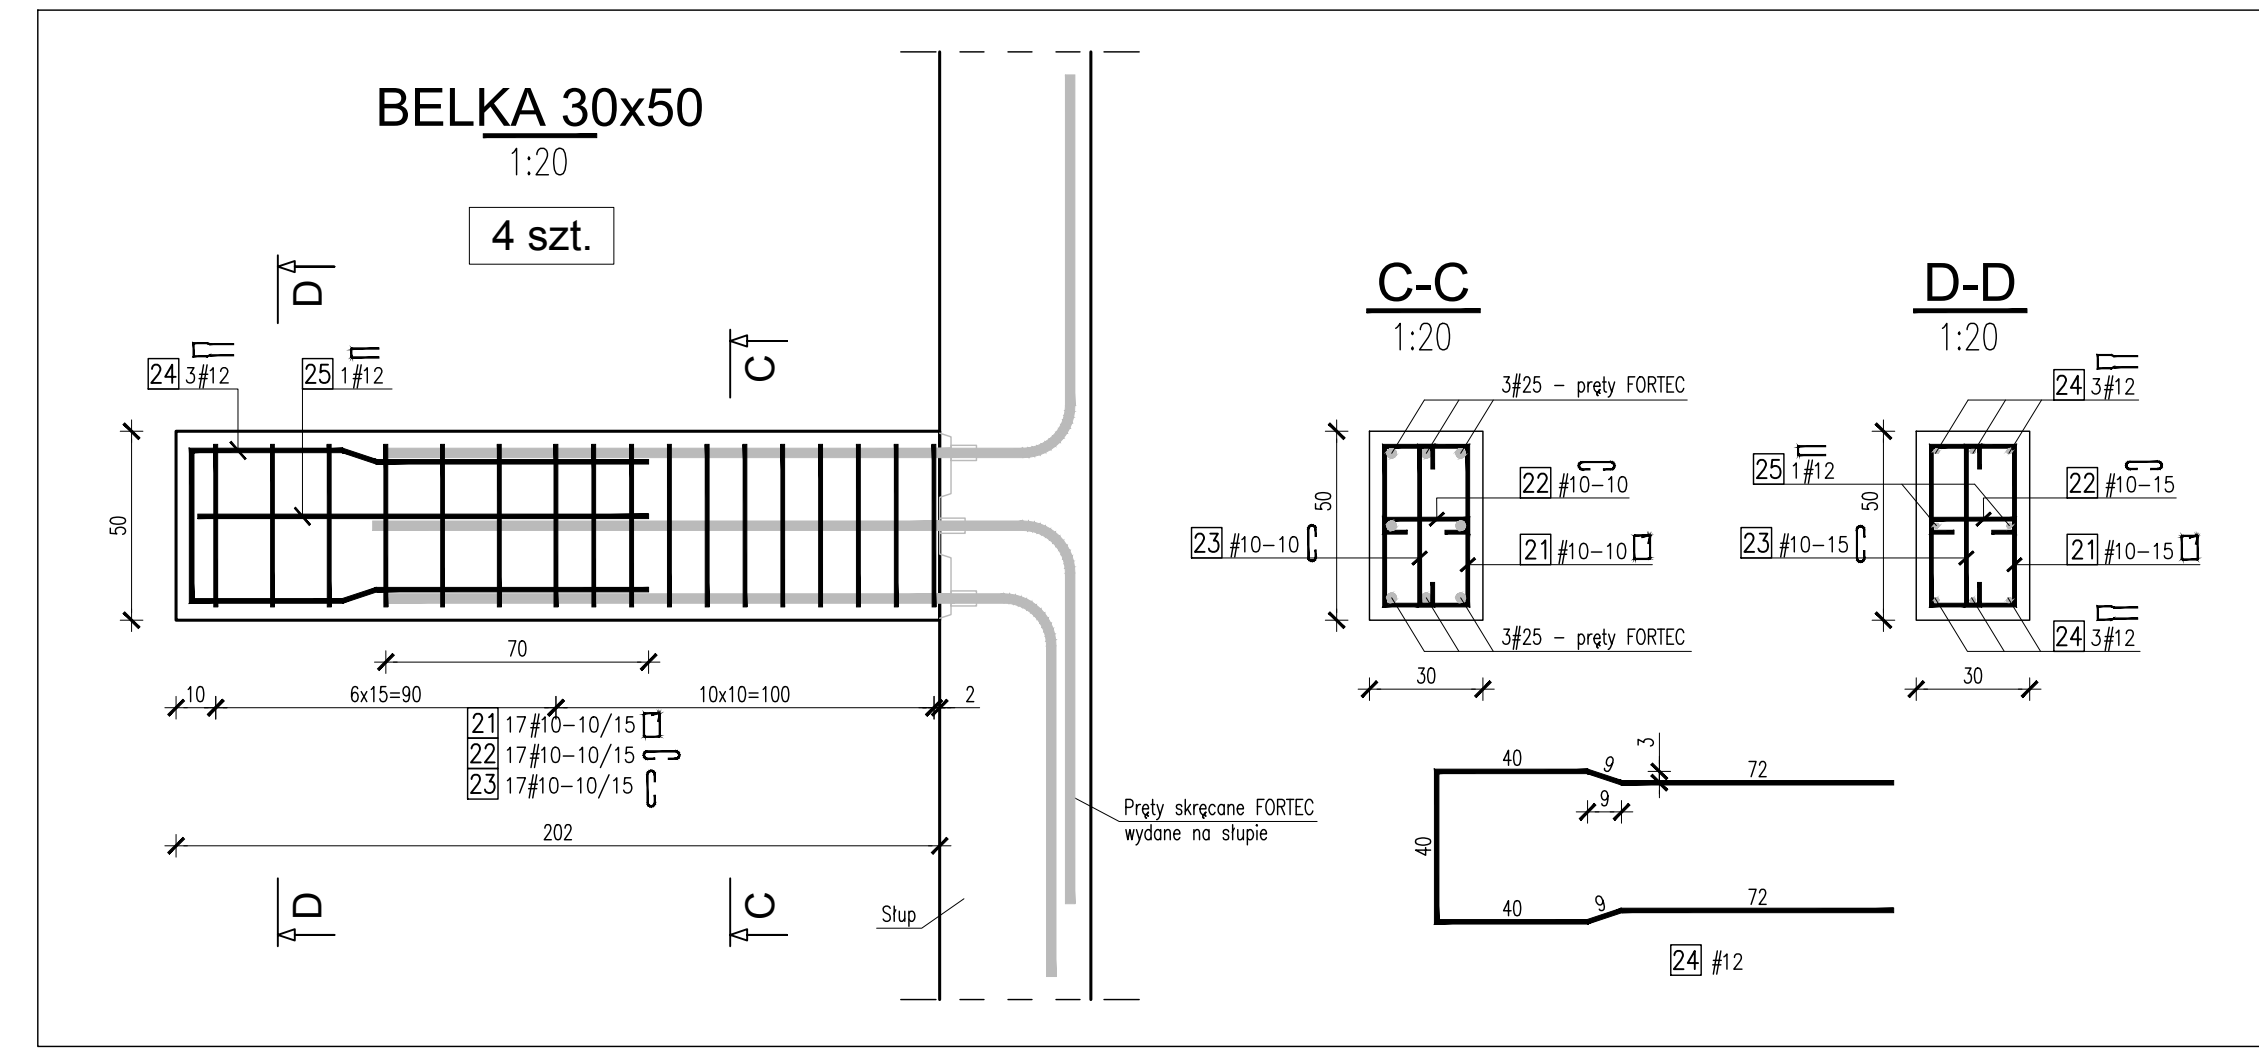 BELKA 30x50
1:20
4 szt.
D
C
24 3#12
25 1#12
50
70
10
6x15=90
10x10=100
2
21 17#10-10/15
22 17#10-10/15
23 17#10-10/15
202
D
C
Słup
Pręty skręcane FORTEC
wydane na słupie
C-C
1:20
3#25 - pręty FORTEC
50
22 #10-10
23 #10-10
21 #10-10
3#25 - pręty FORTEC
30
D-D
1:20
24 3#12
25 1#12
50
22 #10-15
23 #10-15
21 #10-15
24 3#12
30
40
9
3
72
9
40
40
9
72
24 #12